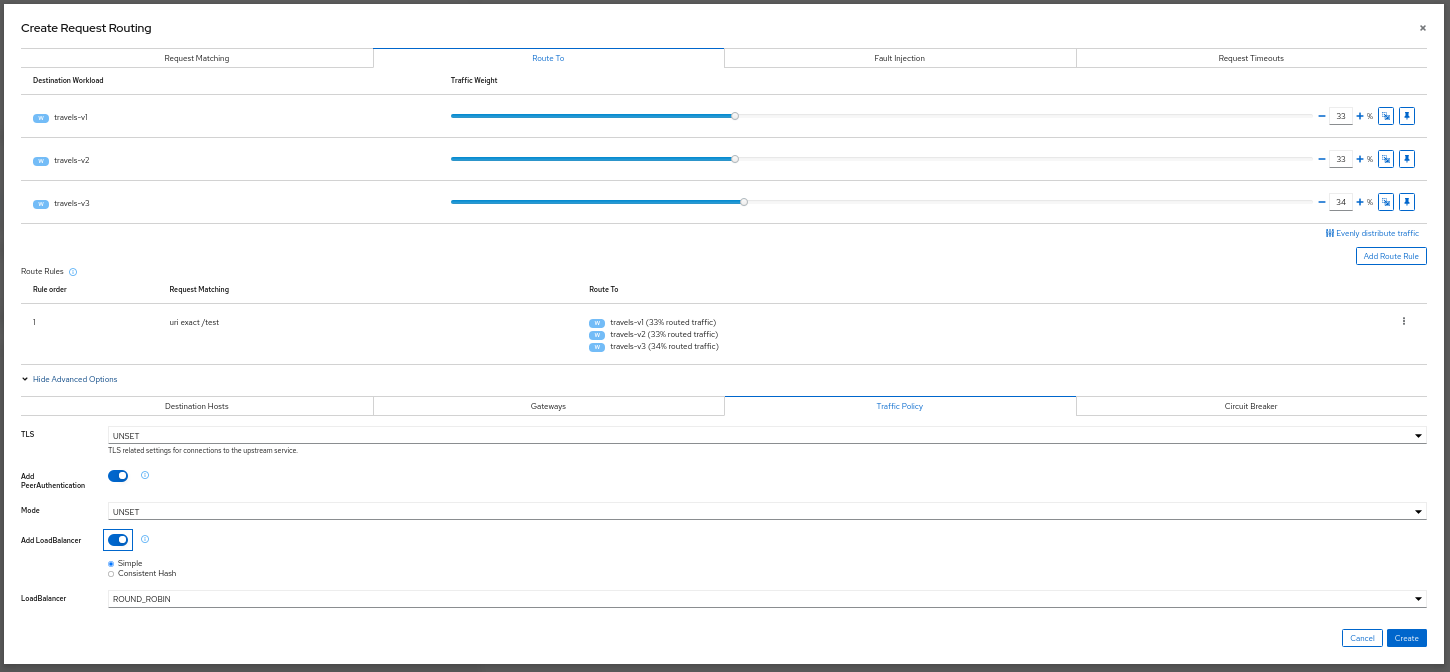 Create Request Routing
Request Matching Route To Fault Injection Request Timeouts
Destination Workload Traffic Weight
W travels-v1 33 %
W travels-v2 33 %
W travels-v3 34 %
Evenly distribute traffic
Add Route Rule
Route Rules
Rule order Request Matching Route To
1 uri exact /test W travels-v1 (33% routed traffic)
W travels-v2 (33% routed traffic)
W travels-v3 (34% routed traffic)
Hide Advanced Options
Destination Hosts Gateways Traffic Policy Circuit Breaker
TLS UNSET
TLS related settings for connections to the upstream service.
Add
PeerAuthentication
Mode UNSET
Add LoadBalancer
Simple
Consistent Hash
LoadBalancer ROUND_ROBIN
Cancel Create